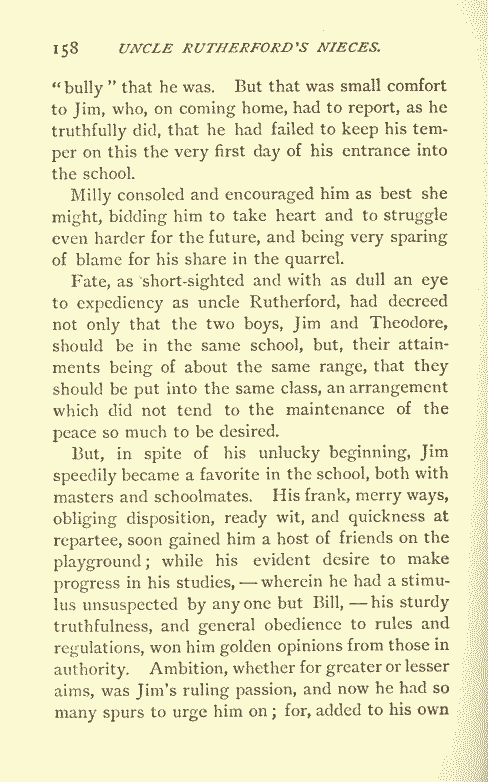 158 UNCLE RUTHERFORD'S NIECES.
"bully" that he was. But that was small comfort
to Jim, who, on coming home, had to report, as he
truthfully did, that he had failed to keep his tem-
per on this the very first day of his entrance into
the school.
Milly consoled and encouraged him as best she
might, bidding him to take heart and to struggle
even harder for the future, and being very sparing
of blame for his share in the quarrel.
Fate, as short-sighted and with as dull an eye
to expediency as uncle Rutherford, had decreed
not only that the two boys, Jim and Theodore,
should be in the same school, but, their attain-
ments being of about the same range, that they
should be put into the same class, an arrangement
which did not tend to the maintenance of the
peace so much to be desired.
But, in spite of his unlucky beginning, Jim
speedily became a favorite in the school, both with
masters and schoolmates. His frank, merry ways,
obliging disposition, ready wit, and quickness at
repartee, soon gained him a host of friends on the
playground; while his evident desire to make
progress in his studies, — wherein he had a stimu-
lus unsuspected by any one but Bill, — his sturdy
truthfulness, and general obedience to rules and
regulations, won him golden opinions from those in
authority. Ambition, whether for greater or lesser
aims, was Jim's ruling passion, and now he had so
many spurs to urge him on; for, added to his own